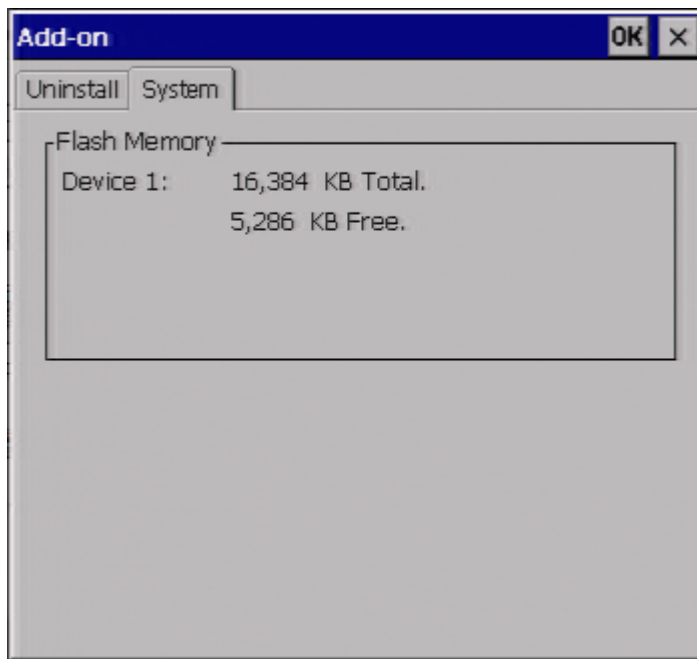 Add-on OK ×
Uninstall System
Flash Memory
Device 1: 16,384 KB Total.
5,286 KB Free.